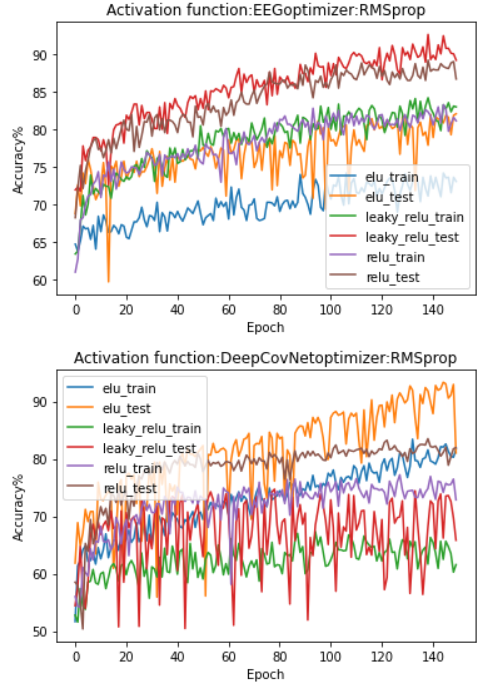 Activation function:EEGoptimizer:RMSprop
90
85
80
75
70
65
60
Accuracy%
elu_train
elu_test
leaky_relu_train
leaky_relu_test
relu_train
relu_test
0 20 40 60 80 100 120 140
Epoch
Activation function:DeepCovNetoptimizer:RMSprop
90
80
70
60
50
Accuracy%
elu_train
elu_test
leaky_relu_train
leaky_relu_test
relu_train
relu_test
0 20 40 60 80 100 120 140
Epoch